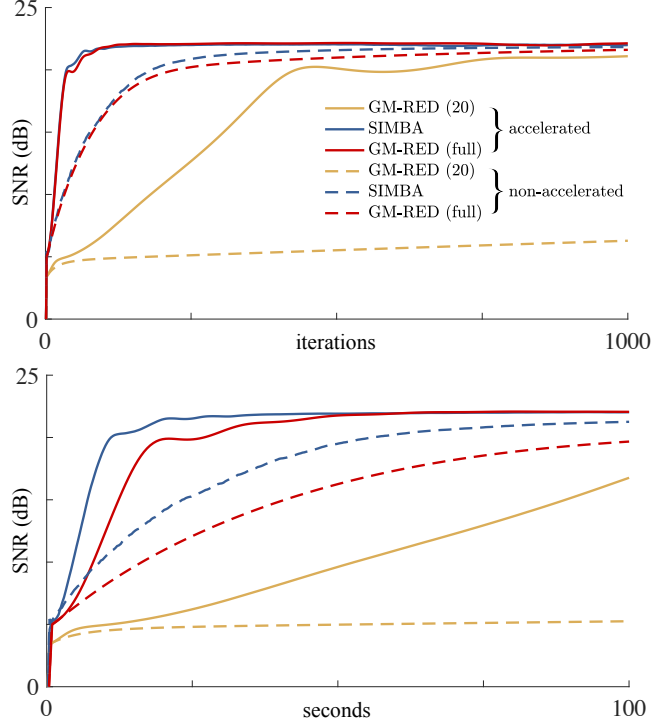 25
SNR (dB)
GM-RED (20)
SIMBA
GM-RED (full)
accelerated
GM-RED (20)
SIMBA
GM-RED (full)
non-accelerated
0
0
iterations
1000
25
SNR (dB)
0
0
seconds
100